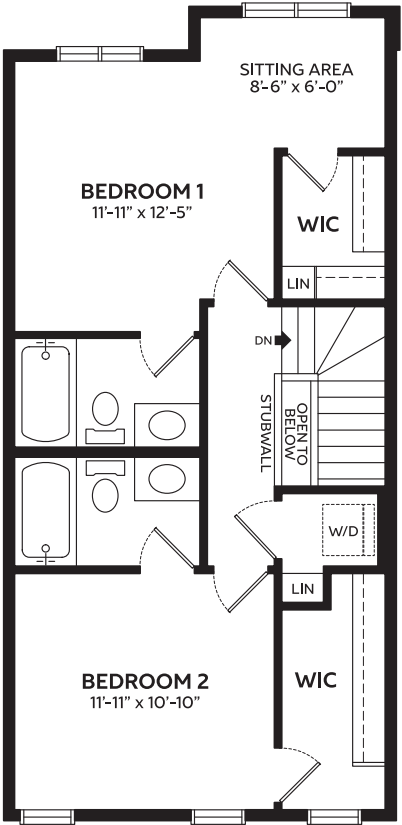 SITTING AREA
8'-6" x 6'-0"
BEDROOM 1
11'-11" x 12'-5"
WIC
LIN
DN
STUBWALL
OPEN TO
BELOW
W/D
LIN
BEDROOM 2
11'-11" x 10'-10"
WIC